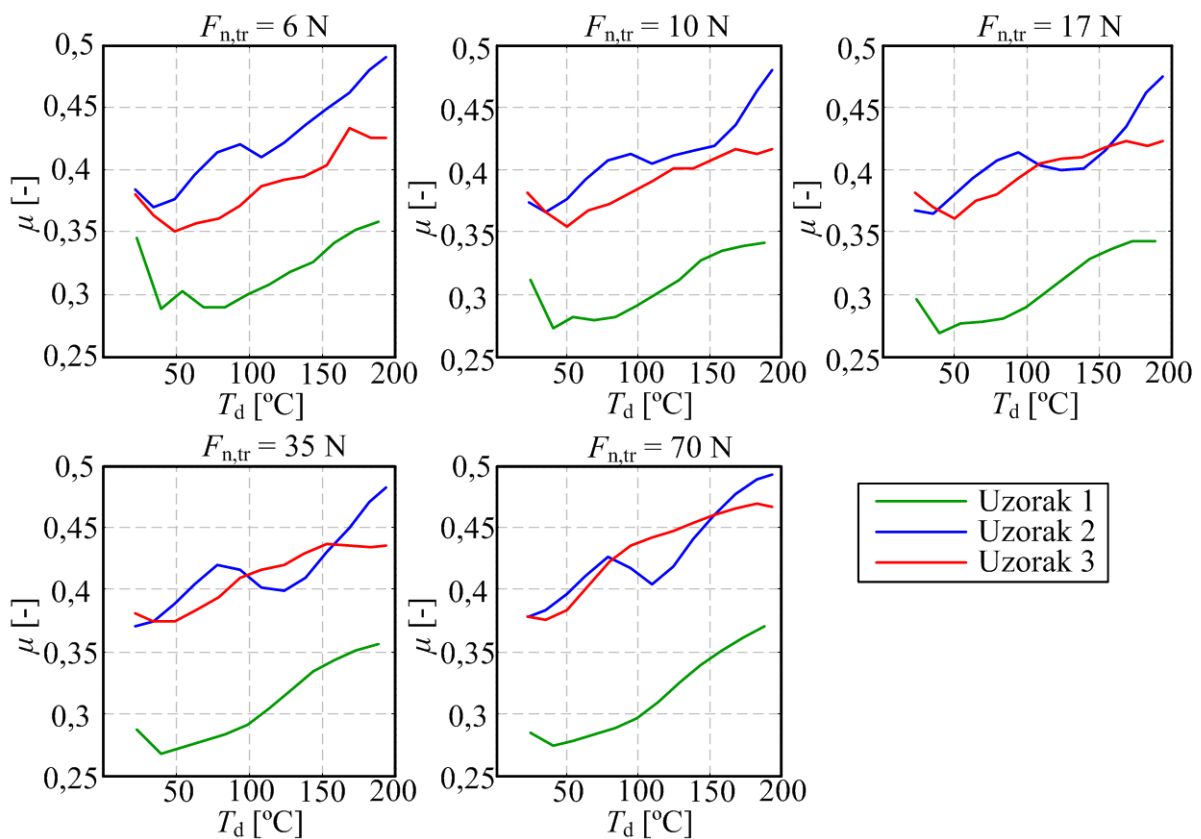 F_n,tr = 6 N
0,5
0,45
0,4
0,35
0,3
0,25
μ [-]
50 100 150 200
T_d [ºC]
F_n,tr = 10 N
0,5
0,45
0,4
0,35
0,3
0,25
μ [-]
50 100 150 200
T_d [ºC]
F_n,tr = 17 N
0,5
0,45
0,4
0,35
0,3
0,25
μ [-]
50 100 150 200
T_d [ºC]
F_n,tr = 35 N
0,5
0,45
0,4
0,35
0,3
0,25
μ [-]
50 100 150 200
T_d [ºC]
F_n,tr = 70 N
0,5
0,45
0,4
0,35
0,3
0,25
μ [-]
50 100 150 200
T_d [ºC]
Uzorak 1
Uzorak 2
Uzorak 3